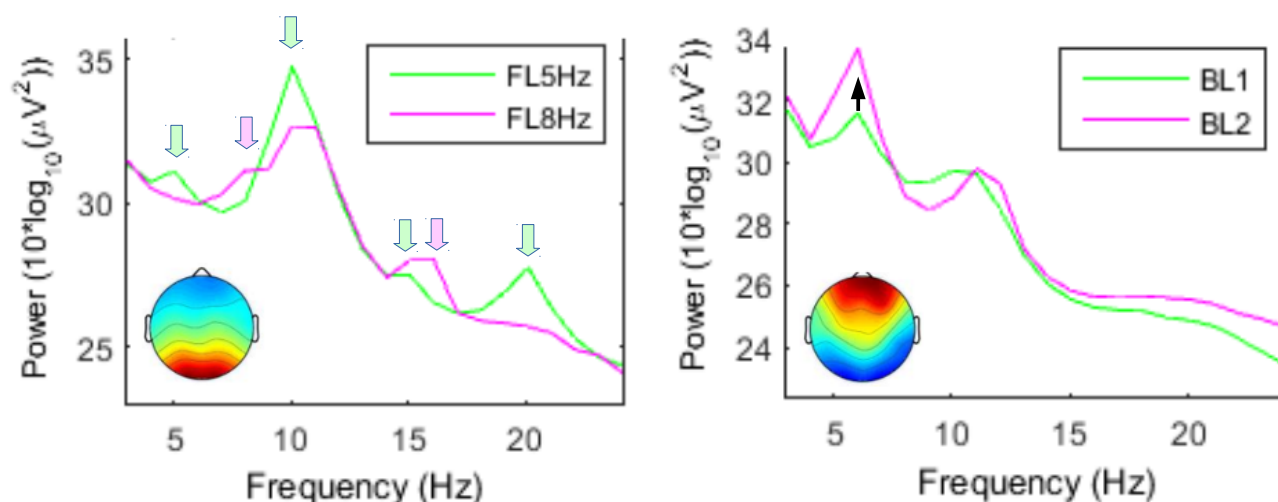 Power (10*log10(μV²))
35
30
25
5
10
15
20
Frequency (Hz)
FL5Hz
FL8Hz
Power (10*log10(μV²))
34
32
30
28
26
24
5
10
15
20
Frequency (Hz)
BL1
BL2